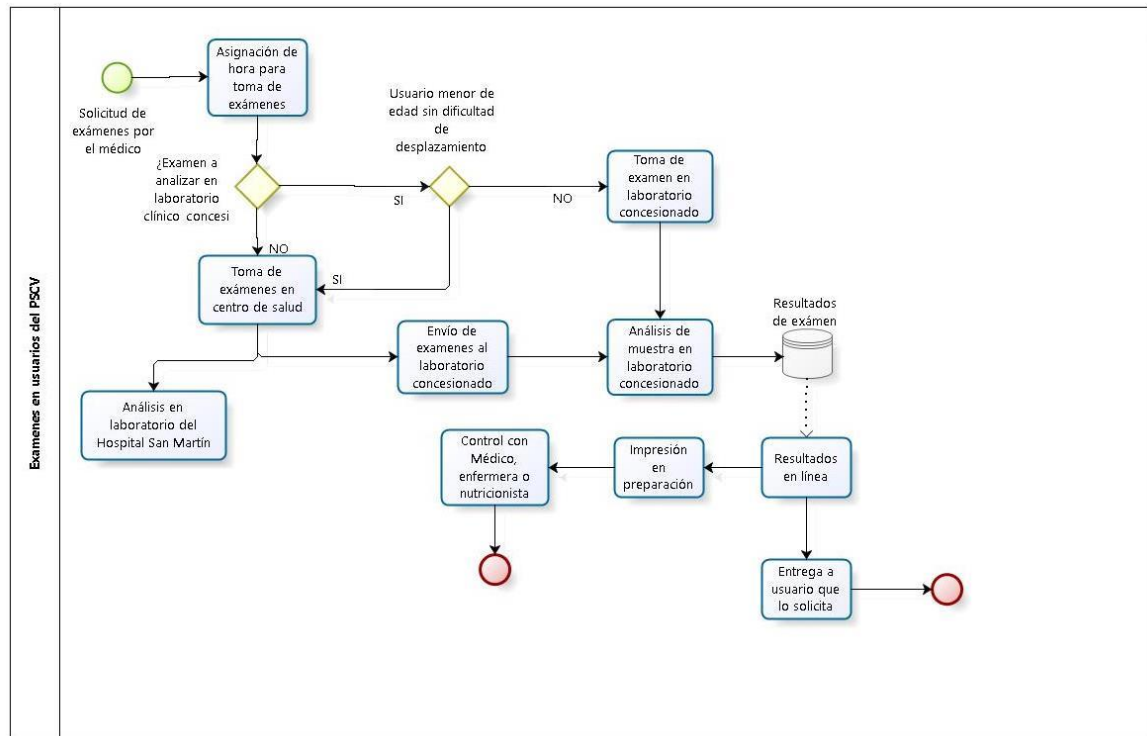 Examenes en usuarios del PSCV
Asignación de
hora para
toma de
exámenes
Solicitud de
exámenes por
el médico
Usuario menor de
edad sin dificultad
de
desplazamiento
¿Examen a
analizar en
laboratorio
clínico concesi
SI
NO
Toma de
examen en
laboratorio
concesionado
NO
Toma de
exámenes en
centro de salud
SI
Envío de
examenes al
laboratorio
concesionado
Análisis de
muestra en
laboratorio
concesionado
Resultados
de exámen
Análisis en
laboratorio del
Hospital San Martín
Control con
Médico,
enfermera o
nutricionista
Impresión en
preparación
Resultados
en línea
Entrega a
usuario que
lo solicita